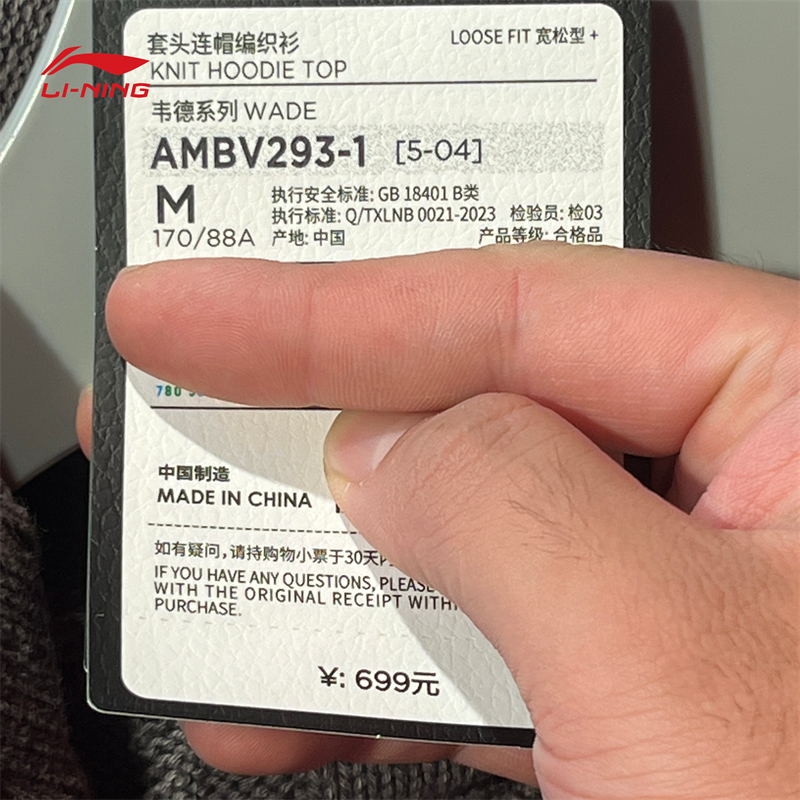 套头连帽编织衫
LOOSE FIT 宽松型 +
KNIT HOODIE TOP
LI-NING
韦德系列 WADE
AMBV293-1 [5-04]
M
170/88A
执行安全标准: GB 18401 B类
执行标准: Q/TXLNB 0021-2023 检验员: 检03
产地: 中国 产品等级: 合格品
780
中国制造
MADE IN CHINA
如有疑问,请持购物小票于30天内
IF YOU HAVE ANY QUESTIONS, PLEASE
WITH THE ORIGINAL RECEIPT WITHI
PURCHASE.
¥: 699元